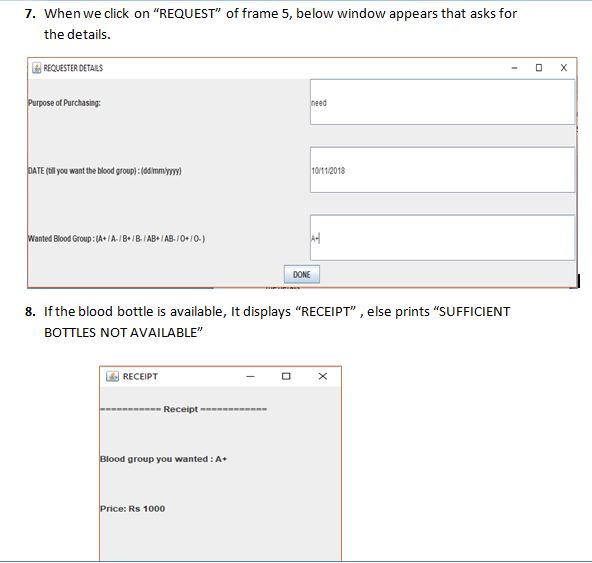 7. When we click on “REQUEST” of frame 5, below window appears that asks for
the details.
REQUESTER DETAILS
Purpose of Purchasing:
need
DATE (till you want the blood group) : (dd/mm/yyyy)
10/11/2018
Wanted Blood Group : (A+ / A- / B+ / B- / AB+ / AB- / O+ / O- )
A+
DONE
8. If the blood bottle is available, It displays “RECEIPT” , else prints “SUFFICIENT
BOTTLES NOT AVAILABLE”
RECEIPT
=========== Receipt ============
Blood group you wanted : A+
Price: Rs 1000